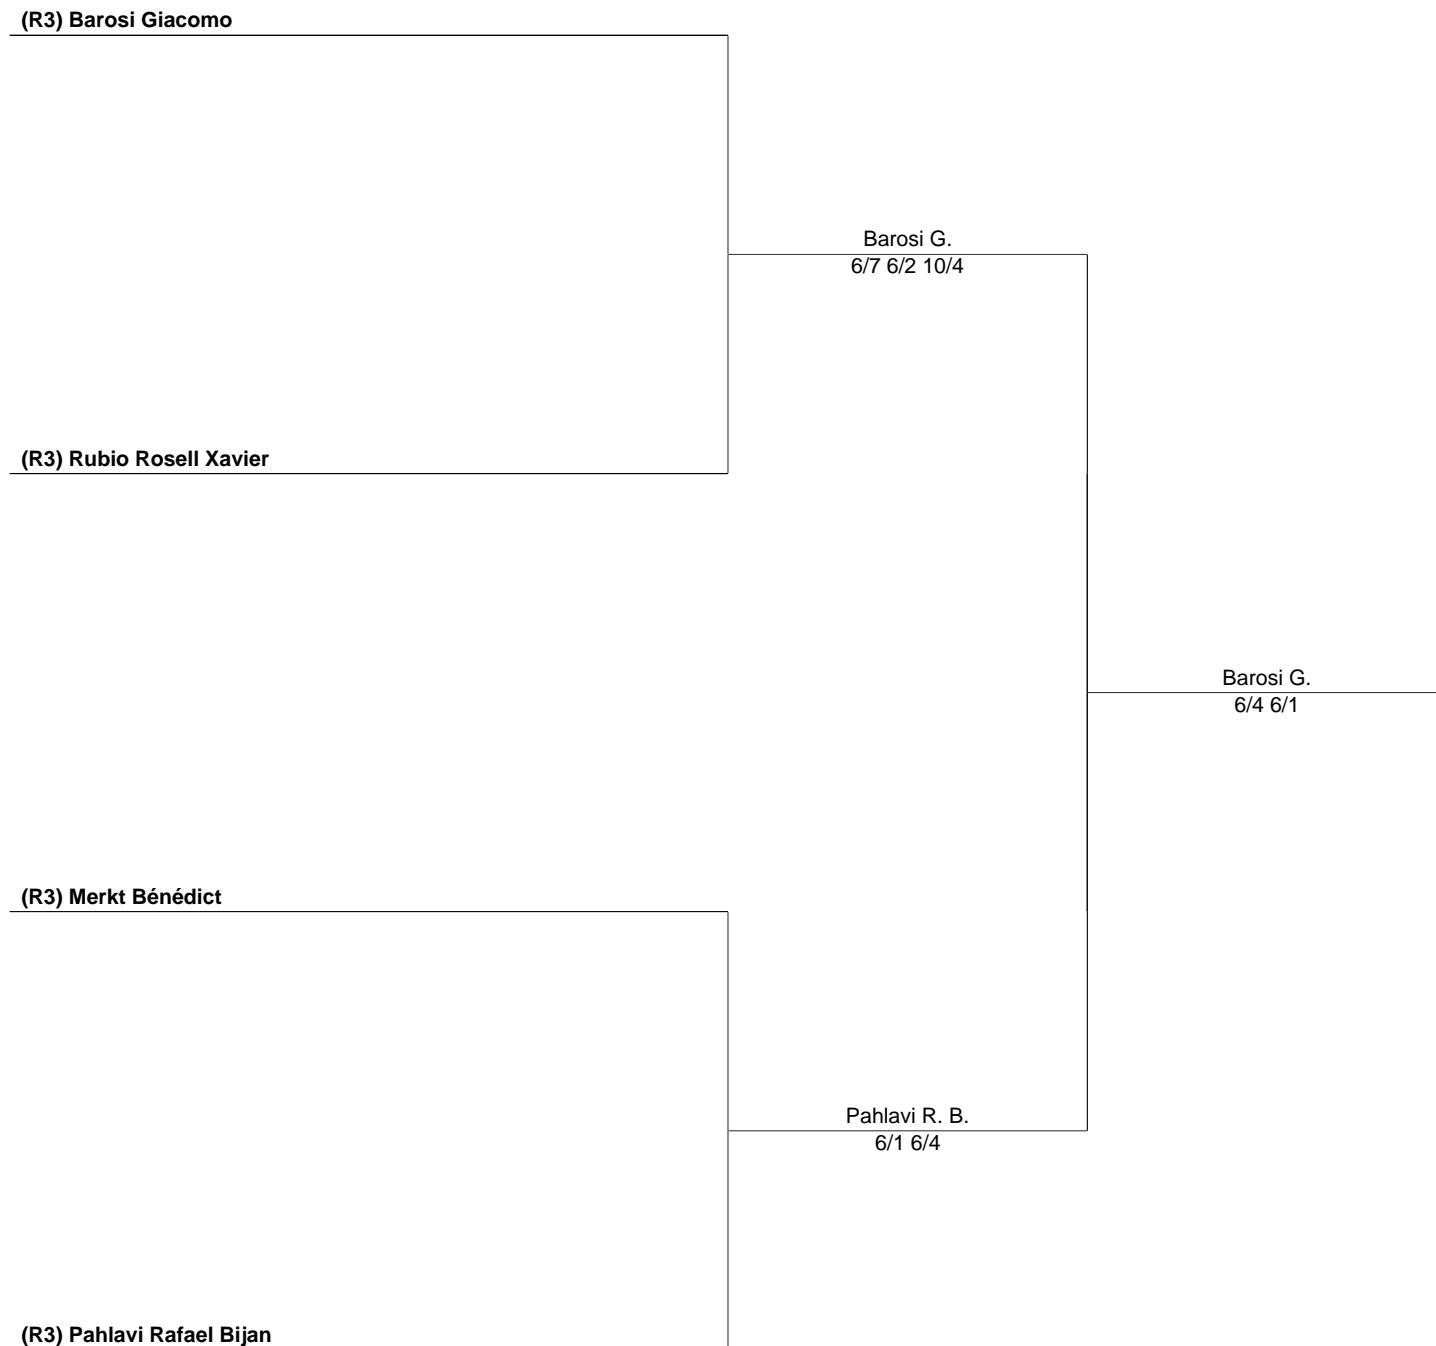 (R3) Barosi Giacomo
Barosi G.
6/7 6/2 10/4
(R3) Rubio Rosell Xavier
Barosi G.
6/4 6/1
(R3) Merkt Bénédict
Pahlavi R. B.
6/1 6/4
(R3) Pahlavi Rafael Bijan